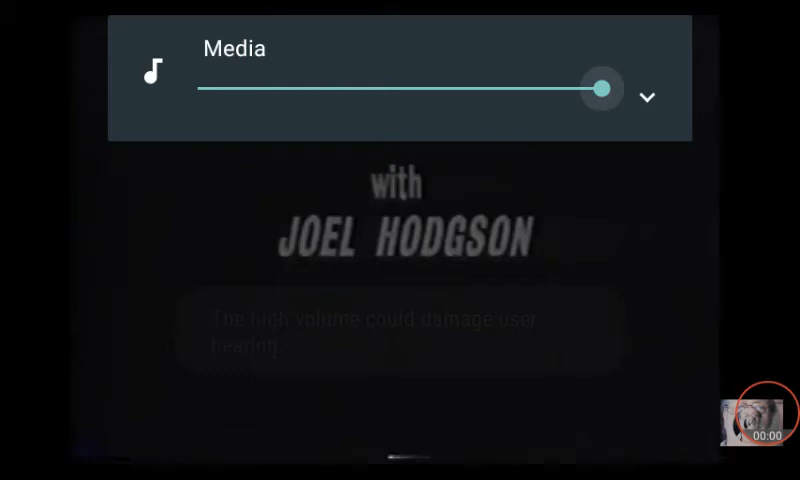 Media
with
JOEL HODGSON
The high volume could damage user
hearing.
00:00